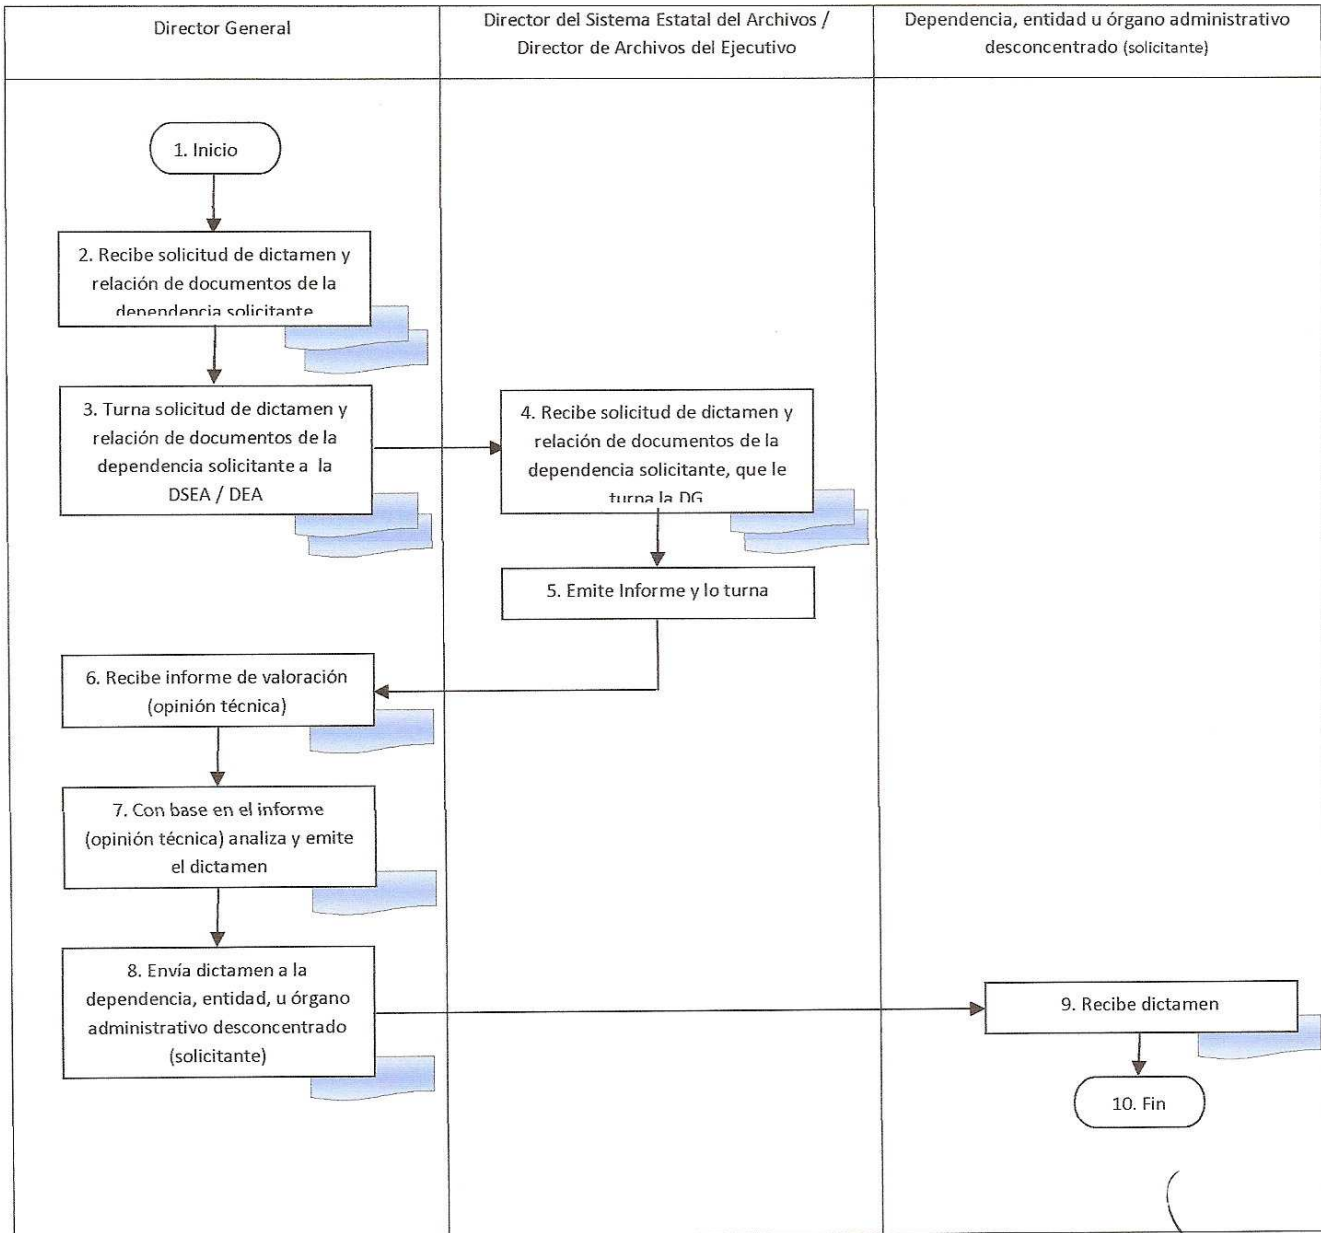 Director General
Director del Sistema Estatal del Archivos /
Director de Archivos del Ejecutivo
Dependencia, entidad u órgano administrativo
desconcentrado (solicitante)
1. Inicio
2. Recibe solicitud de dictamen y
relación de documentos de la
dependencia solicitante
3. Turna solicitud de dictamen y
relación de documentos de la
dependencia solicitante a la
DSEA / DEA
4. Recibe solicitud de dictamen y
relación de documentos de la
dependencia solicitante, que le
turna la DG
5. Emite Informe y lo turna
6. Recibe informe de valoración
(opinión técnica)
7. Con base en el informe
(opinión técnica) analiza y emite
el dictamen
8. Envía dictamen a la
dependencia, entidad, u órgano
administrativo desconcentrado
(solicitante)
9. Recibe dictamen
10. Fin